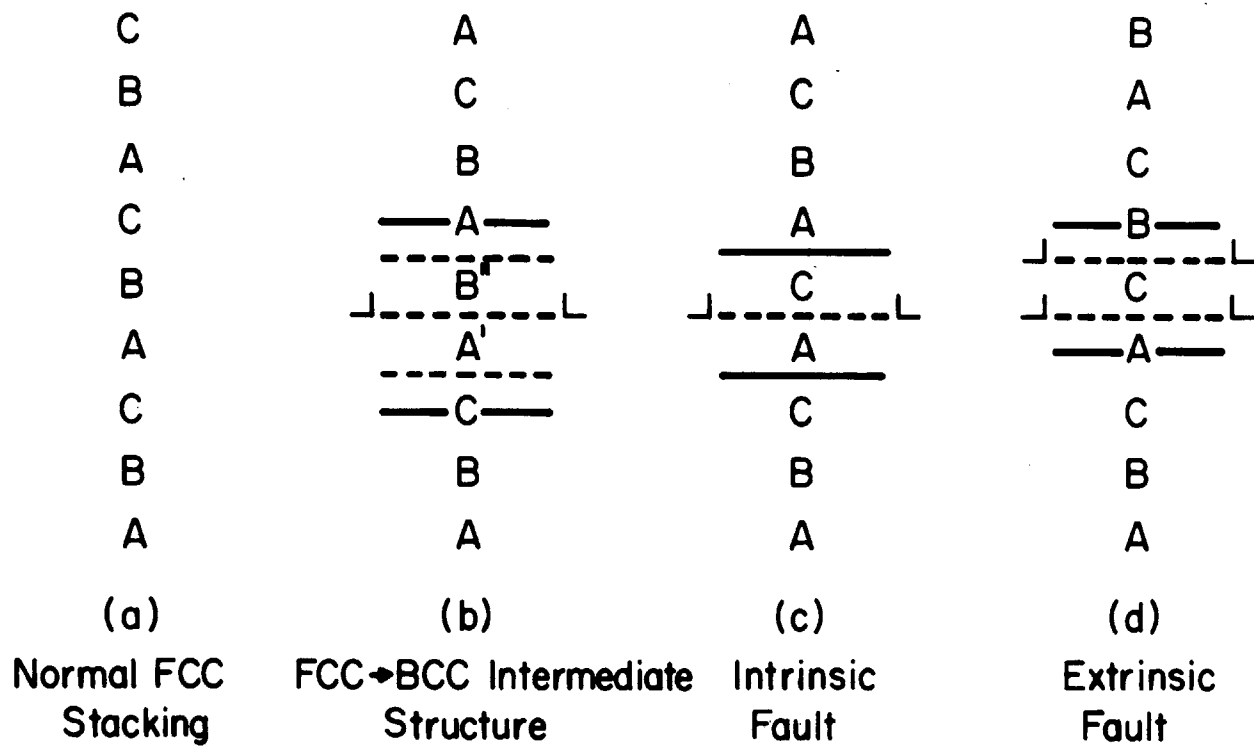 C A A B
B C C A
A B B C
C A A B
B B" C C
A A' A A
C C C C
B B B B
A A A A
(a) (b) (c) (d)
Normal FCC FCC→BCC Intermediate Intrinsic Extrinsic
Stacking Structure Fault Fault